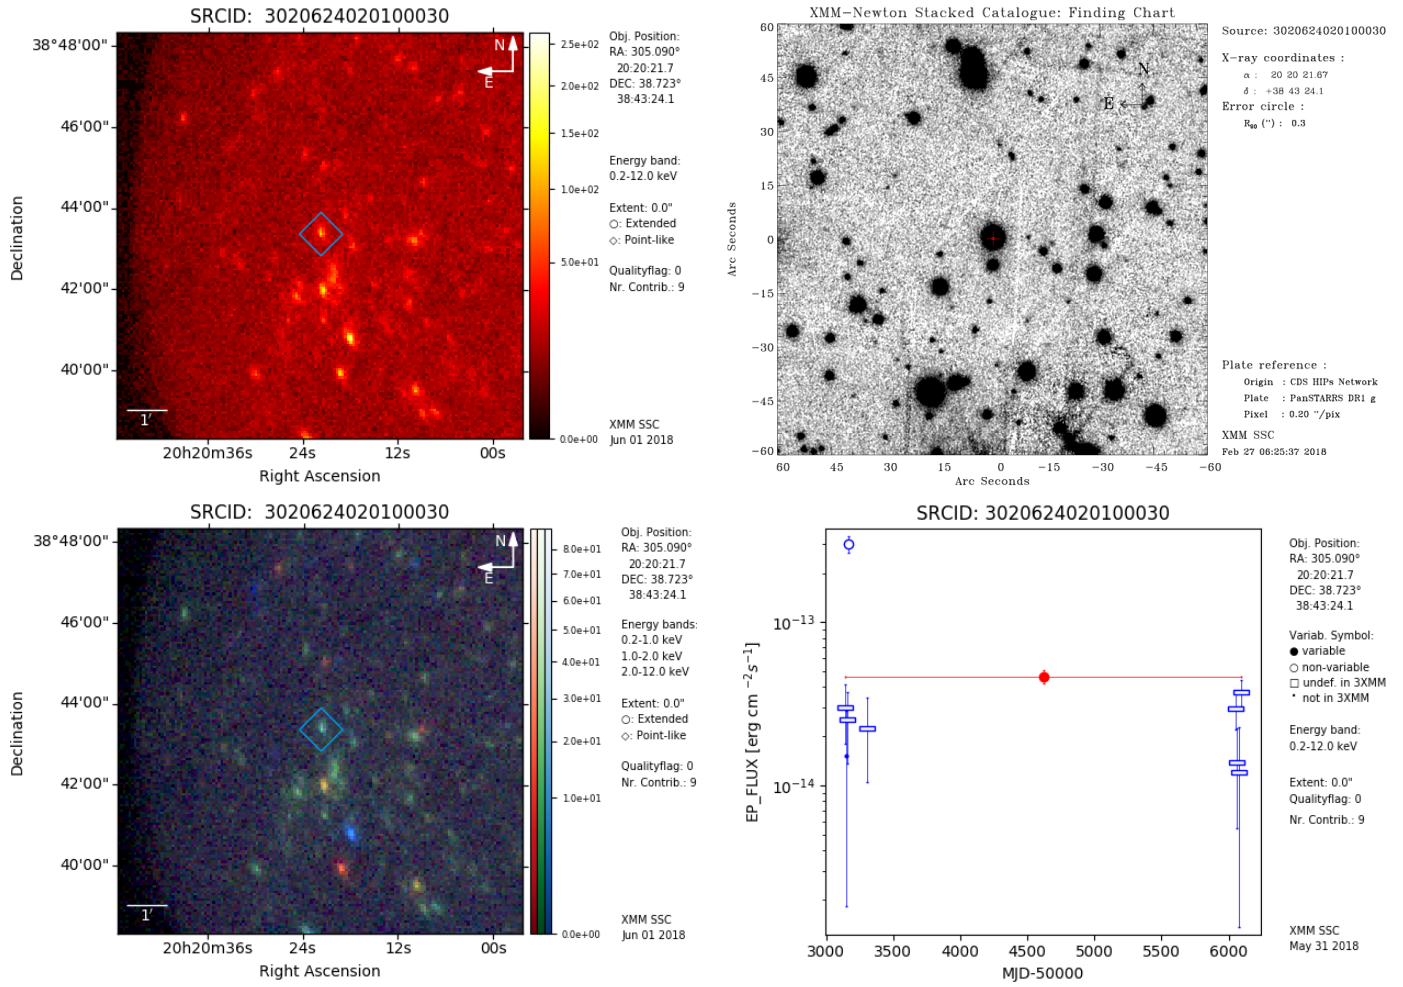 SRCID:  3020624020100030
38°48'00"
46'00"
44'00"
42'00"
40'00"
Declination
N
E
1'
20h20m36s
24s
12s
00s
Right Ascension
2.5e+02
2.0e+02
1.5e+02
1.0e+02
5.0e+01
0.0e+00
Obj. Position:
RA: 305.090°
20:20:21.7
DEC: 38.723°
38:43:24.1
Energy band:
0.2-12.0 keV
Extent: 0.0"
○: Extended
◇: Point-like
Qualityflag: 0
Nr. Contrib.: 9
XMM SSC
Jun 01 2018
XMM−Newton Stacked Catalogue: Finding Chart
60
45
30
15
0
−15
−30
−45
−60
Arc Seconds
N
E
60
45
30
15
0
−15
−30
−45
−60
Arc Seconds
Source: 3020624020100030
X−ray coordinates :
α : 20 20 21.67
δ : +38 43 24.1
Error circle :
R90 (") : 0.3
Plate reference :
Origin : CDS HIPs Network
Plate : PanSTARRS DR1 g
Pixel : 0.20 "/pix
XMM SSC
Feb 27 06:25:37 2018
SRCID:  3020624020100030
38°48'00"
46'00"
44'00"
42'00"
40'00"
Declination
N
E
1'
20h20m36s
24s
12s
00s
Right Ascension
8.0e+01
7.0e+01
6.0e+01
5.0e+01
4.0e+01
3.0e+01
2.0e+01
1.0e+01
0.0e+00
Obj. Position:
RA: 305.090°
20:20:21.7
DEC: 38.723°
38:43:24.1
Energy bands:
0.2-1.0 keV
1.0-2.0 keV
2.0-12.0 keV
Extent: 0.0"
○: Extended
◇: Point-like
Qualityflag: 0
Nr. Contrib.: 9
XMM SSC
Jun 01 2018
SRCID: 3020624020100030
10−13
10−14
EP_FLUX [erg cm −2s−1]
3000
3500
4000
4500
5000
5500
6000
MJD-50000
Obj. Position:
RA: 305.090°
20:20:21.7
DEC: 38.723°
38:43:24.1
Variab. Symbol:
● variable
○ non-variable
□ undef. in 3XMM
· not in 3XMM
Energy band:
0.2-12.0 keV
Extent: 0.0"
Qualityflag: 0
Nr. Contrib.: 9
XMM SSC
May 31 2018